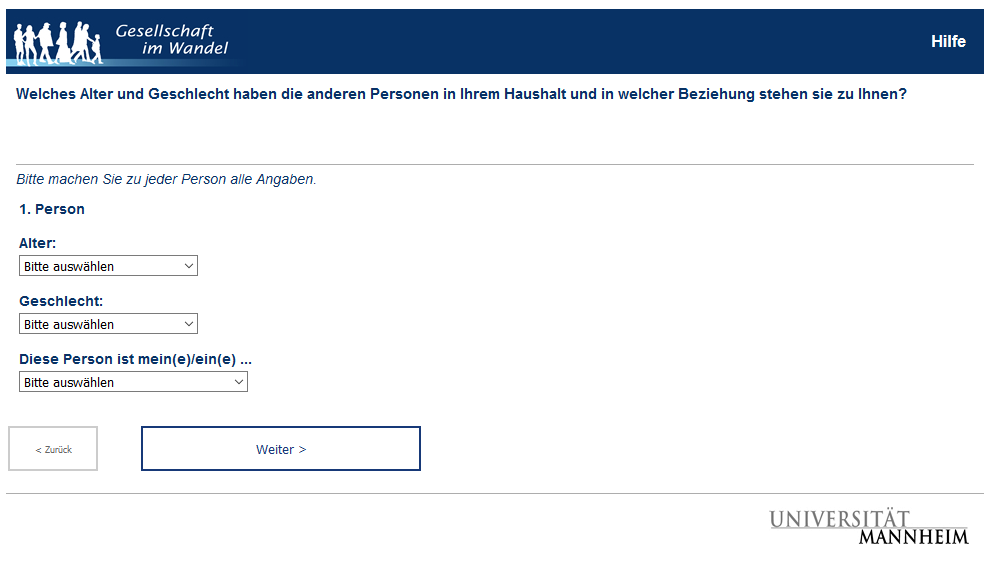 Gesellschaft
im Wandel
Hilfe
Welches Alter und Geschlecht haben die anderen Personen in Ihrem Haushalt und in welcher Beziehung stehen sie zu Ihnen?
Bitte machen Sie zu jeder Person alle Angaben.
1. Person
Alter:
Bitte auswählen
Geschlecht:
Bitte auswählen
Diese Person ist mein(e)/ein(e) ...
Bitte auswählen
< Zurück
Weiter >
UNIVERSITÄT
MANNHEIM